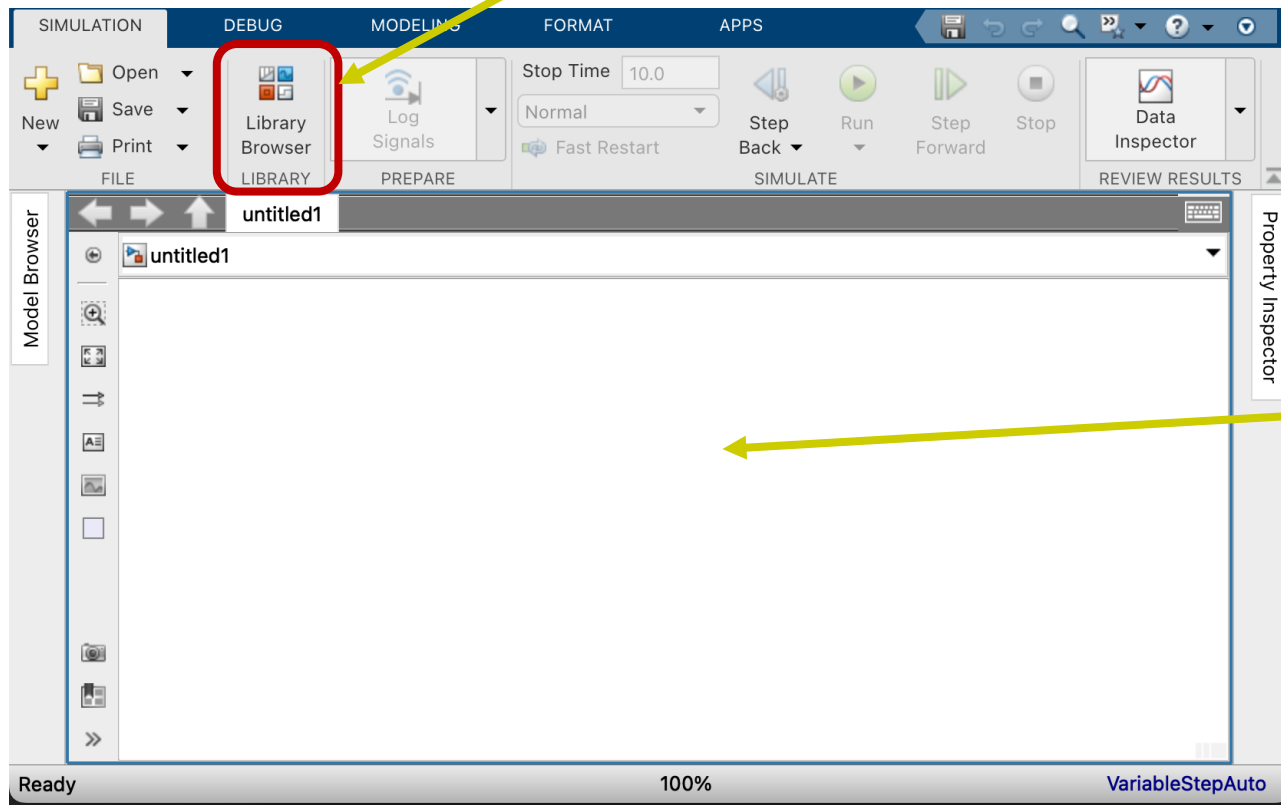 SIMULATION DEBUG MODELING FORMAT APPS
Open
Save
Print
New
Library
Browser
Log
Signals
Stop Time 10.0
Normal
Fast Restart
Step
Back
Run
Step
Forward
Stop
Data
Inspector
FILE LIBRARY PREPARE SIMULATE REVIEW RESULTS
Model Browser
untitled1
untitled1
Property Inspector
Ready 100% VariableStepAuto